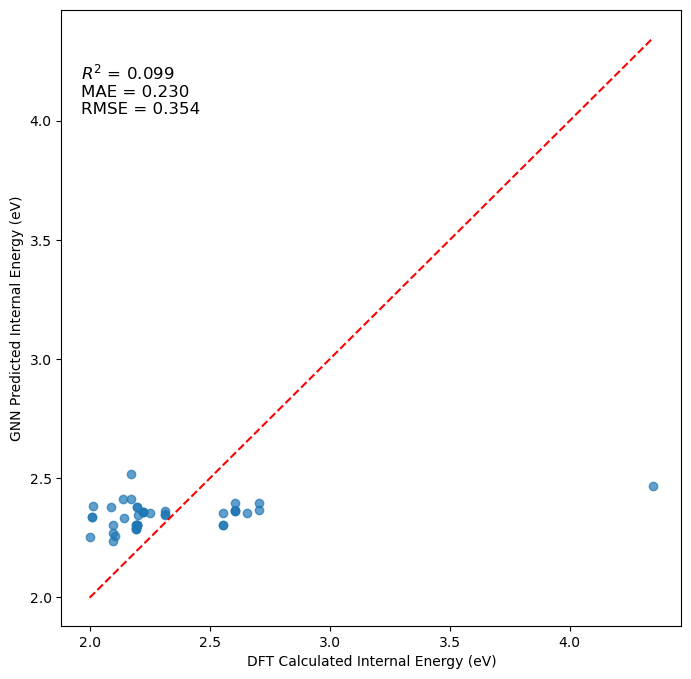 R² = 0.099
MAE = 0.230
RMSE = 0.354
GNN Predicted Internal Energy (eV)
4.0
3.5
3.0
2.5
2.0
2.0 2.5 3.0 3.5 4.0
DFT Calculated Internal Energy (eV)